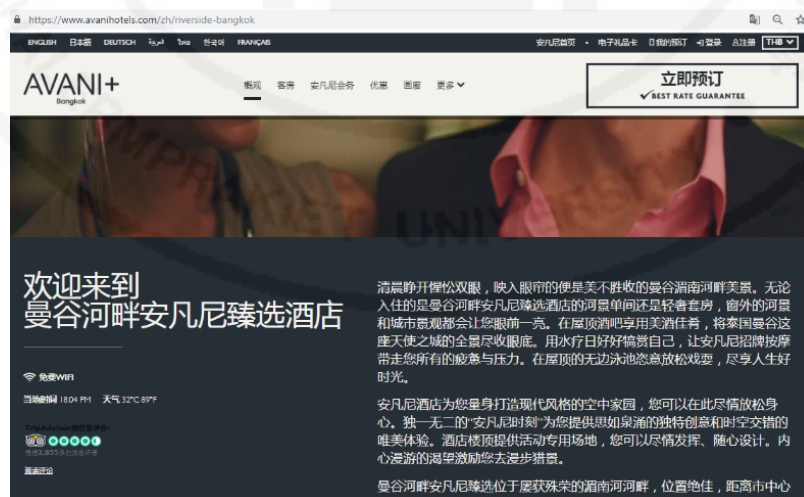 https://www.avanihotels.com/zh/riverside-bangkok
ENGLISH 日本語 DEUTSCH العربية ไทย 한국어 FRANÇAIS
安凡尼首页 • 电子礼品卡 我的预订 登录 注册 THB
AVANI+
Bangkok
概观 客房 安凡尼会务 优惠 画廊 更多
立即预订
BEST RATE GUARANTEE
UNIVERSITY
欢迎来到
曼谷河畔安凡尼臻选酒店
免费WIFI
当地时间 18:04 PM 天气 32°C 89°F
TripAdvisor
阅读评论
清晨睁开惺忪双眼，映入眼帘的便是美不胜收的曼谷湄南河畔美景。无论
入住的是曼谷河畔安凡尼臻选酒店的河景单间还是轻奢套房，窗外的河景
和城市景观都会让您眼前一亮。在屋顶酒吧享用美酒佳肴，将泰国曼谷这
座天使之城的全景尽收眼底。用水疗日好好犒赏自己，让安凡尼招牌按摩
带走您所有的疲惫与压力。在屋顶的无边泳池恣意放松戏耍，尽享人生好
时光。
安凡尼酒店为您量身打造现代风格的空中家园，您可以在此尽情放松身
心。独一无二的“安凡尼时刻”为您提供思如泉涌的独特创意和时空交错的
唯美体验。酒店楼顶提供活动专用场地，您可以尽情发挥、随心设计。内
心漫游的渴望激励您去漫步猎景。
曼谷河畔安凡尼臻选位于屡获殊荣的湄南河河畔，位置绝佳，距离市中心